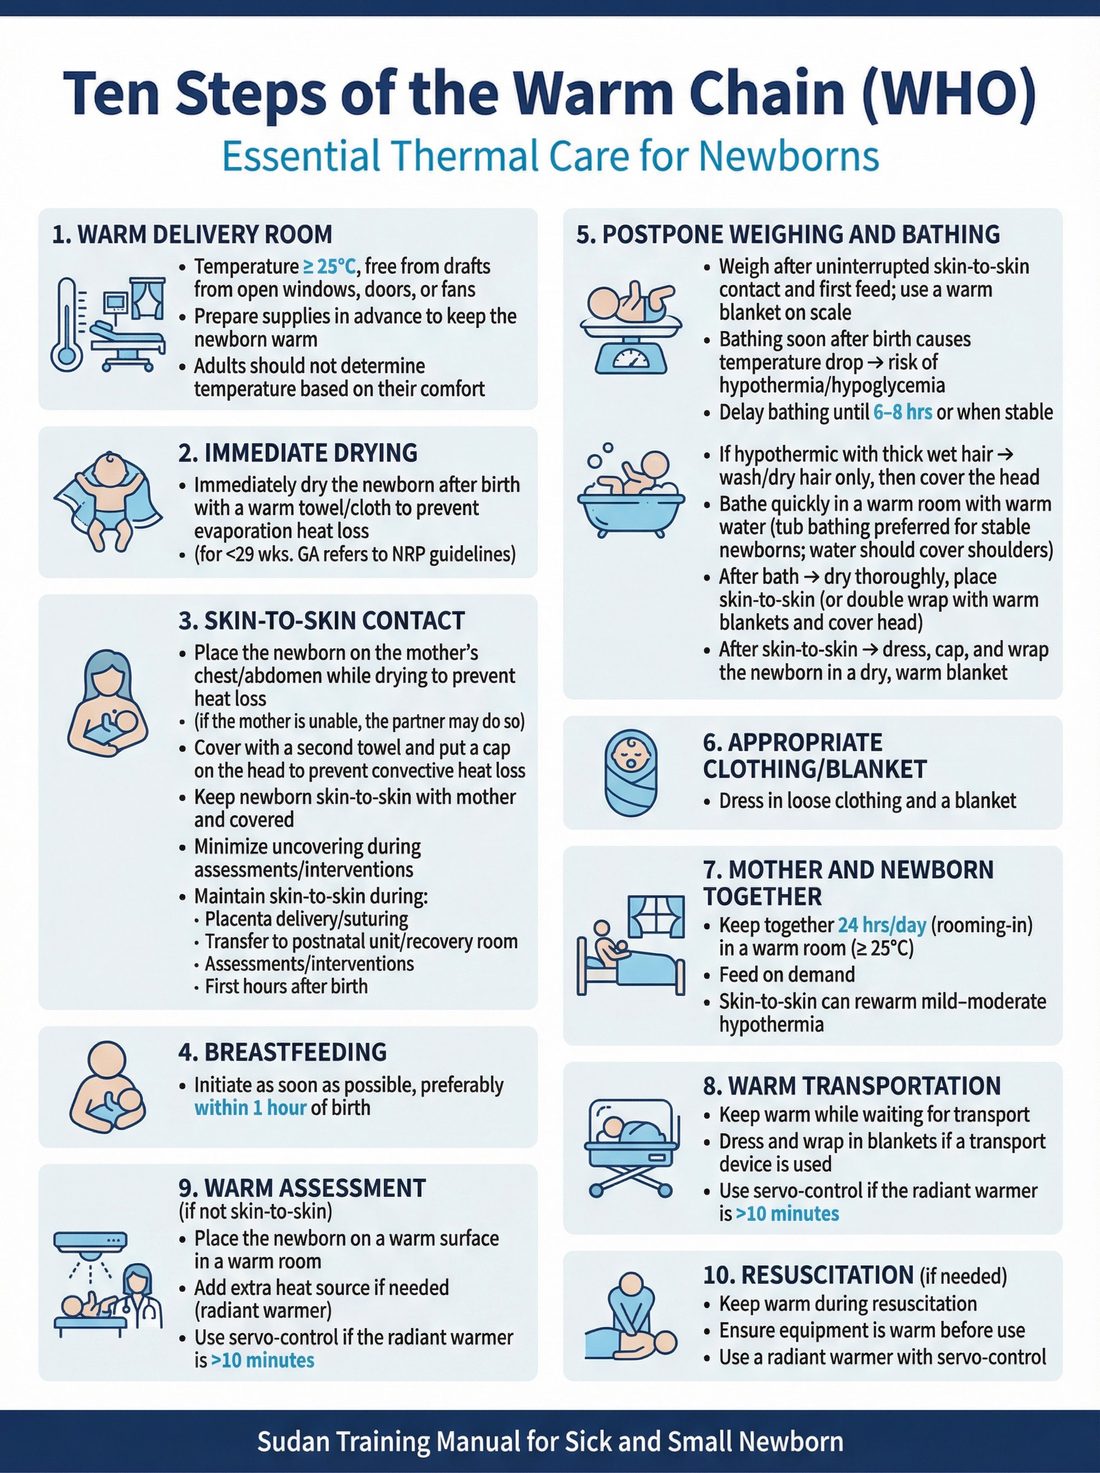 Ten Steps of the Warm Chain (WHO)
Essential Thermal Care for Newborns
1. WARM DELIVERY ROOM
• Temperature ≥ 25°C, free from drafts
from open windows, doors, or fans
• Prepare supplies in advance to keep the
newborn warm
• Adults should not determine
temperature based on their comfort
2. IMMEDIATE DRYING
• Immediately dry the newborn after birth
with a warm towel/cloth to prevent
evaporation heat loss
• (for <29 wks. GA refers to NRP guidelines)
3. SKIN-TO-SKIN CONTACT
• Place the newborn on the mother's
chest/abdomen while drying to prevent
heat loss
• (if the mother is unable, the partner may do so)
• Cover with a second towel and put a cap
on the head to prevent convective heat loss
• Keep newborn skin-to-skin with mother
and covered
• Minimize uncovering during
assessments/interventions
• Maintain skin-to-skin during:
• Placenta delivery/suturing
• Transfer to postnatal unit/recovery room
• Assessments/interventions
• First hours after birth
4. BREASTFEEDING
• Initiate as soon as possible, preferably
within 1 hour of birth
5. POSTPONE WEIGHING AND BATHING
• Weigh after uninterrupted skin-to-skin
contact and first feed; use a warm
blanket on scale
• Bathing soon after birth causes
temperature drop → risk of
hypothermia/hypoglycemia
• Delay bathing until 6–8 hrs or when stable
• If hypothermic with thick wet hair →
wash/dry hair only, then cover the head
• Bathe quickly in a warm room with warm
water (tub bathing preferred for stable
newborns; water should cover shoulders)
• After bath → dry thoroughly, place
skin-to-skin (or double wrap with warm
blankets and cover head)
• After skin-to-skin → dress, cap, and wrap
the newborn in a dry, warm blanket
6. APPROPRIATE
CLOTHING/BLANKET
• Dress in loose clothing and a blanket
7. MOTHER AND NEWBORN
TOGETHER
• Keep together 24 hrs/day (rooming-in)
in a warm room (≥ 25°C)
• Feed on demand
• Skin-to-skin can rewarm mild–moderate
hypothermia
8. WARM TRANSPORTATION
• Keep warm while waiting for transport
• Dress and wrap in blankets if a transport
device is used
• Use servo-control if the radiant warmer
is >10 minutes
9. WARM ASSESSMENT
(if not skin-to-skin)
• Place the newborn on a warm surface
in a warm room
• Add extra heat source if needed
(radiant warmer)
• Use servo-control if the radiant warmer
is >10 minutes
10. RESUSCITATION (if needed)
• Keep warm during resuscitation
• Ensure equipment is warm before use
• Use a radiant warmer with servo-control
Sudan Training Manual for Sick and Small Newborn